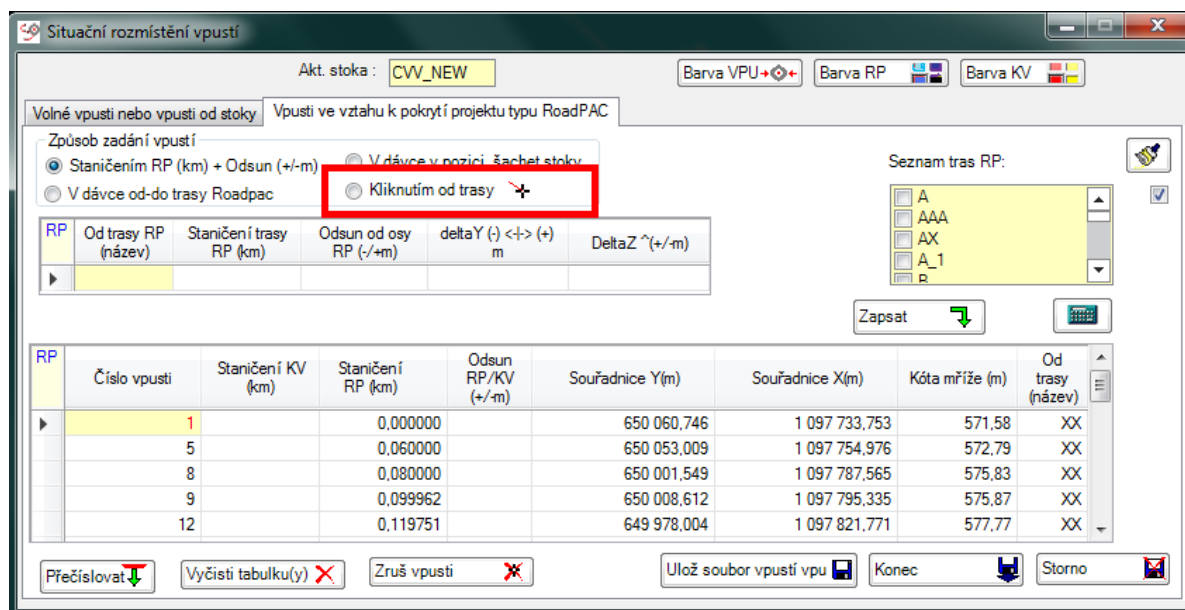 Situační rozmístění vpustí
Akt. stoka : CVV_NEW Barva VPU Barva RP Barva KV
Volné vpusti nebo vpusti od stoky Vpusti ve vztahu k pokrytí projektu typu RoadPAC
Způsob zadání vpustí
Staničením RP (km) + Odsun (+/-m) V dávce v pozici šachet stoky
V dávce od-do trasy Roadpac Kliknutím od trasy
Seznam tras RP:
A
AAA
AX
A_1
B
RP Od trasy RP (název) Staničení trasy RP (km) Odsun od osy RP (-/+m) deltaY (-) <-|-> (+) m DeltaZ ^(+/-m)
Zapsat
RP Číslo vpusti Staničení KV (km) Staničení RP (km) Odsun RP/KV (+/-m) Souřadnice Y(m) Souřadnice X(m) Kóta mříže (m) Od trasy (název)
1 0,000000 650 060,746 1 097 733,753 571,58 XX
5 0,060000 650 053,009 1 097 754,976 572,79 XX
8 0,080000 650 001,549 1 097 787,565 575,83 XX
9 0,099962 650 008,612 1 097 795,335 575,87 XX
12 0,119751 649 978,004 1 097 821,771 577,77 XX
Přečíslovat Vyčisti tabulku(y) Zruš vpusti Ulož soubor vpustí vpu Konec Storno